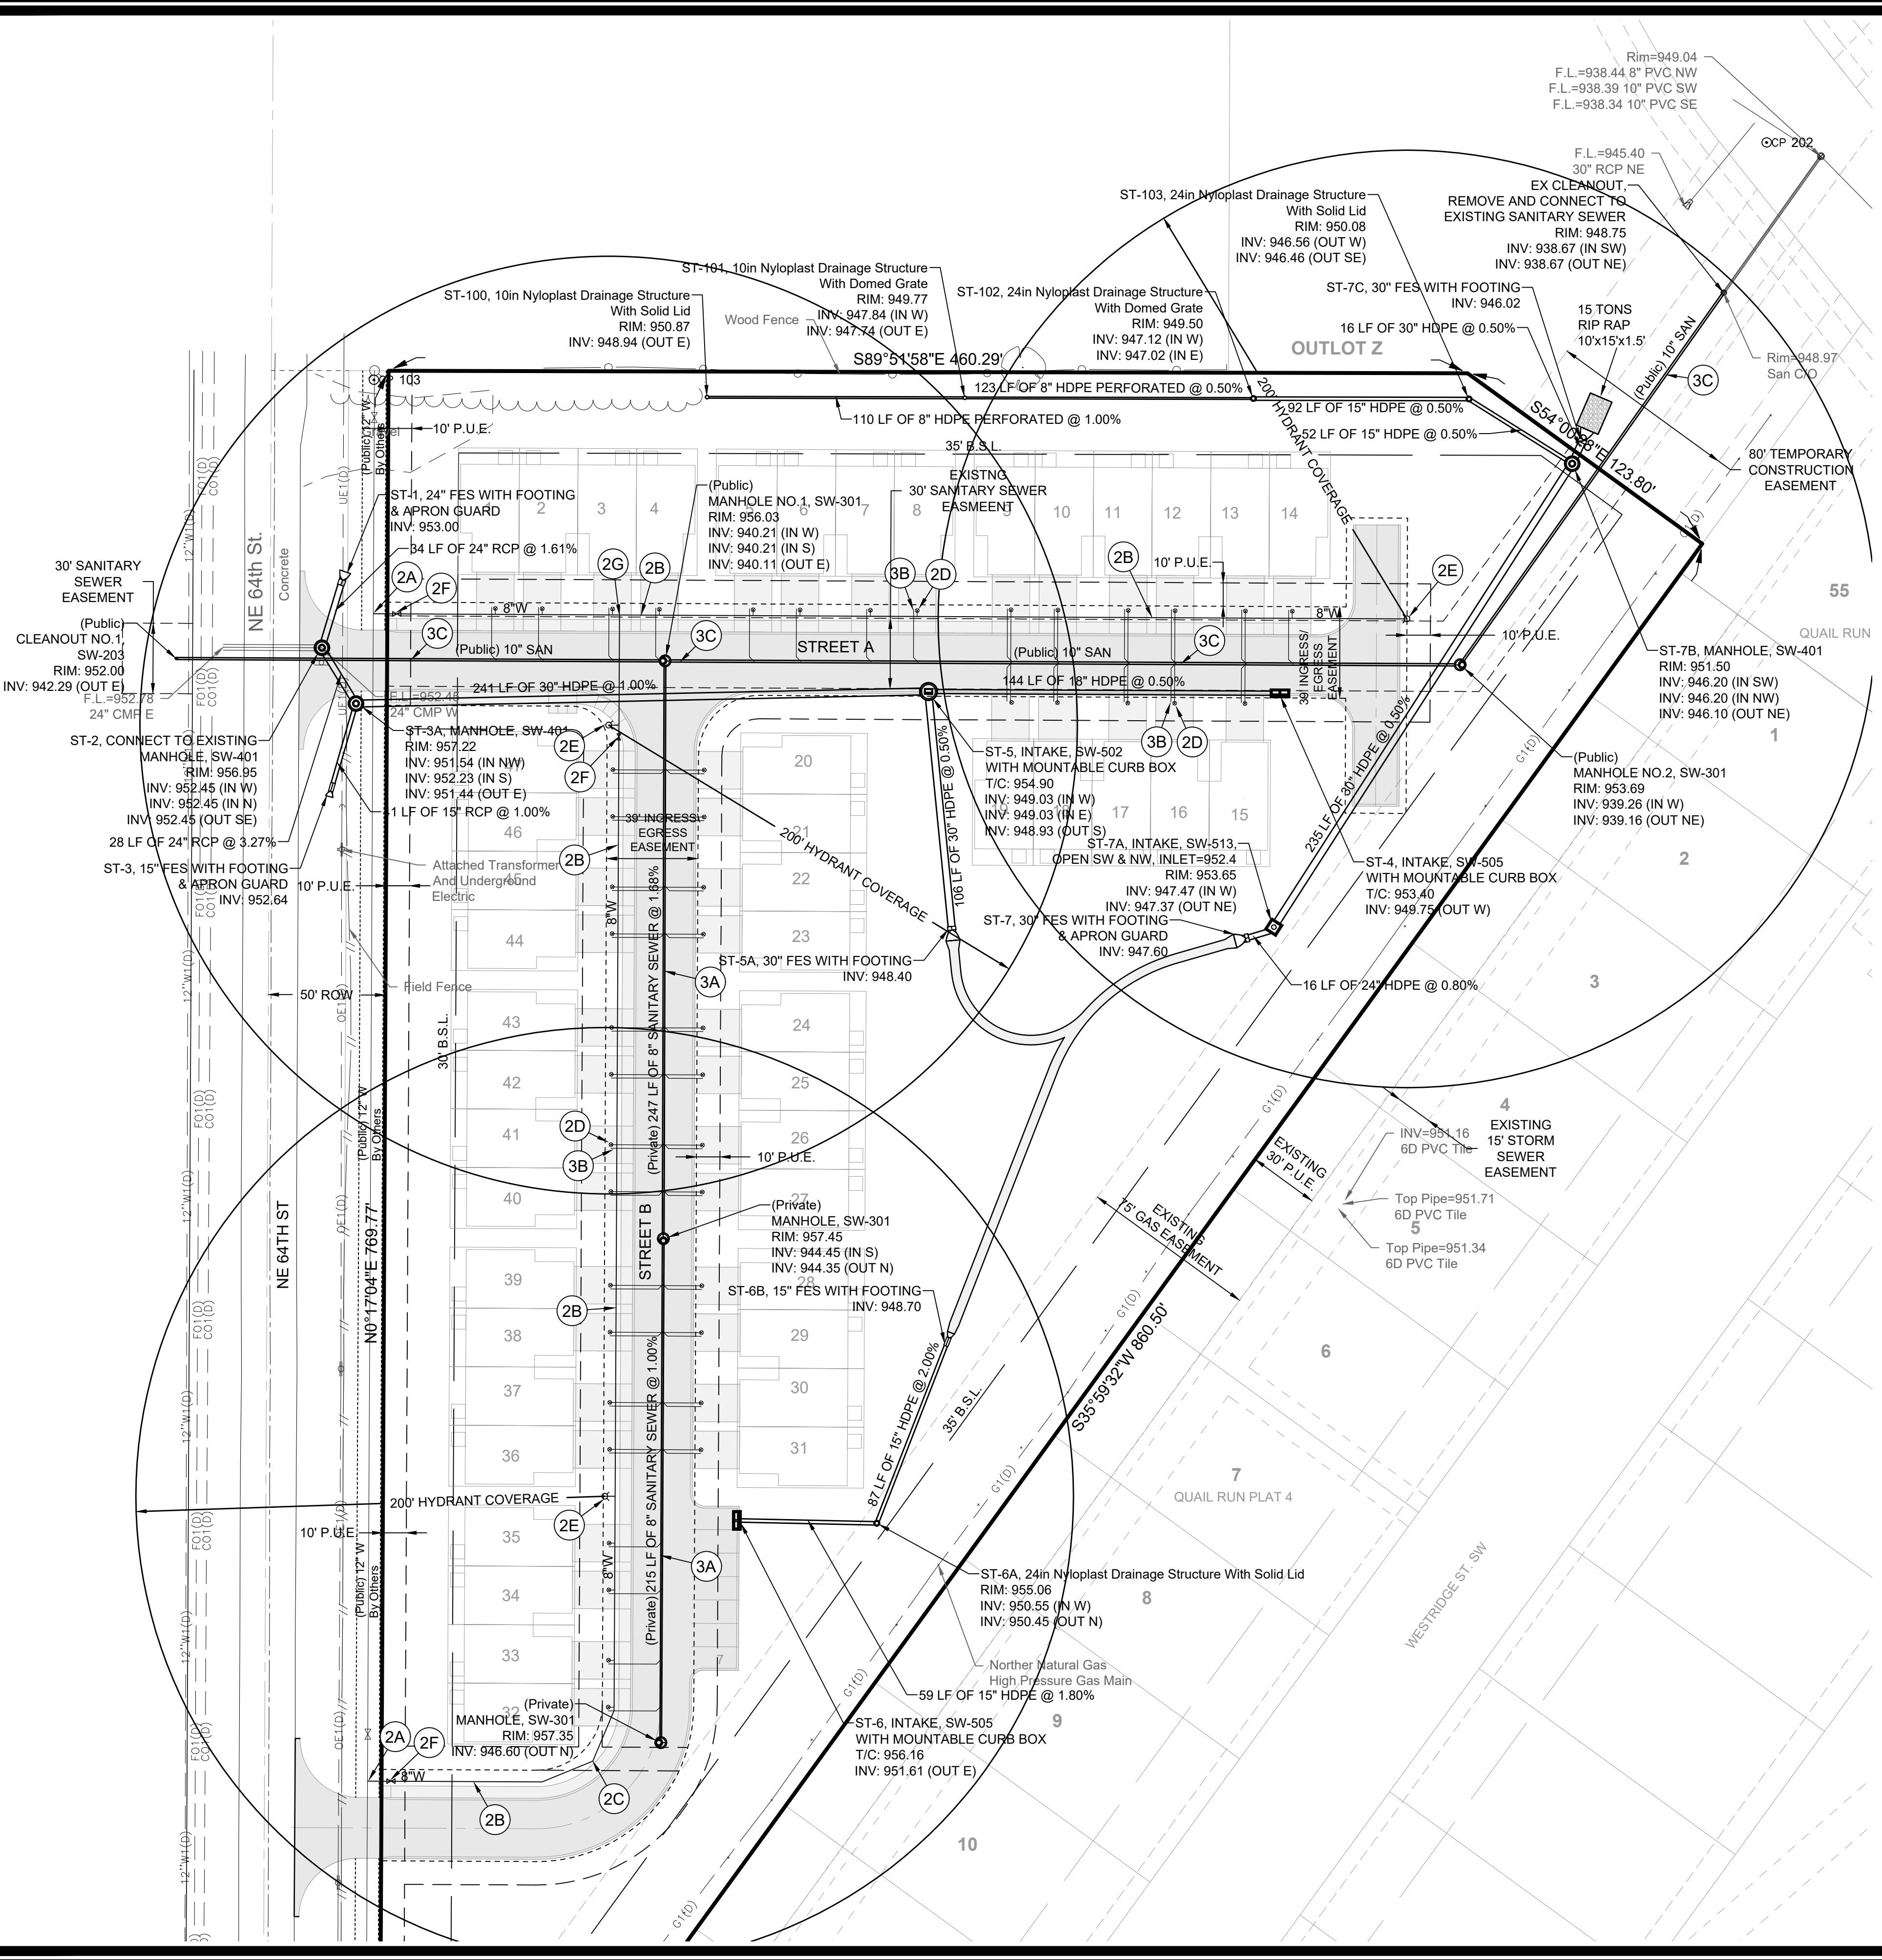 Rim=949.04
F.L.=938.44 8" PVC NW
F.L.=938.39 10" PVC SW
F.L.=938.34 10" PVC SE
CP 202
F.L.=945.40
30" RCP NE
EX CLEANOUT,
REMOVE AND CONNECT TO
EXISTING SANITARY SEWER
RIM: 948.75
INV: 938.67 (IN SW)
INV: 938.67 (OUT NE)
ST-103, 24in Nyloplast Drainage Structure
With Solid Lid
RIM: 950.08
INV: 946.56 (OUT W)
INV: 946.46 (OUT SE)
ST-7C, 30" FES WITH FOOTING
INV: 946.02
16 LF OF 30" HDPE @ 0.50%
15 TONS
RIP RAP
10'x15'x1.5'
(Public) 10" SAN
3C
Rim=948.97
San C/O
ST-101, 10in Nyloplast Drainage Structure
With Domed Grate
RIM: 949.77
INV: 947.84 (IN W)
INV: 947.74 (OUT E)
ST-102, 24in Nyloplast Drainage Structure
With Domed Grate
RIM: 949.50
INV: 947.12 (IN W)
INV: 947.02 (IN E)
ST-100, 10in Nyloplast Drainage Structure
With Solid Lid
RIM: 950.87
INV: 948.94 (OUT E)
Wood Fence
S89°51'58"E 460.29'
OUTLOT Z
CP 103
123 LF OF 8" HDPE PERFORATED @ 0.50%
110 LF OF 8" HDPE PERFORATED @ 1.00%
92 LF OF 15" HDPE @ 0.50%
52 LF OF 15" HDPE @ 0.50%
S54°00'28"E 123.80'
80' TEMPORARY
CONSTRUCTION
EASEMENT
200' HYDRANT COVERAGE
10' P.U.E.
Gravel
(Public) 12" W
By Others
35' B.S.L.
EXISTNG
30' SANITARY SEWER
EASMEENT
(Public)
MANHOLE NO.1, SW-301
RIM: 956.03
INV: 940.21 (IN W)
INV: 940.21 (IN S)
INV: 940.11 (OUT E)
ST-1, 24" FES WITH FOOTING
& APRON GUARD
INV: 953.00
34 LF OF 24" RCP @ 1.61%
1
2
3
4
5
6
7
8
9
10
11
12
13
14
NE 64th St.
Concrete
30' SANITARY
SEWER
EASEMENT
(Public)
CLEANOUT NO.1,
SW-203
RIM: 952.00
INV: 942.29 (OUT E)
F.L.=952.78
24" CMP E
2A
2F
2G
2B
3B
2D
2B
10' P.U.E.
2E
8"W
8"W
3C
3C
3C
(Public) 10" SAN
STREET A
(Public) 10" SAN
39' INGRESS/
EGRESS
EASEMENT
10' P.U.E.
241 LF OF 30" HDPE @ 1.00%
144 LF OF 18" HDPE @ 0.50%
F.L.=952.48
24" CMP W
ST-2, CONNECT TO EXISTING
MANHOLE, SW-401
RIM: 956.95
INV: 952.45 (IN W)
INV: 952.45 (IN N)
INV: 952.45 (OUT SE)
28 LF OF 24" RCP @ 3.27%
ST-3, 15" FES WITH FOOTING
& APRON GUARD
INV: 952.64
ST-3A, MANHOLE, SW-401
RIM: 957.22
INV: 951.54 (IN NW)
INV: 952.23 (IN S)
INV: 951.44 (OUT E)
41 LF OF 15" RCP @ 1.00%
2E
2F
2B
ST-5, INTAKE, SW-502
WITH MOUNTABLE CURB BOX
T/C: 954.90
INV: 949.03 (IN W)
INV: 949.03 (IN E)
INV: 948.93 (OUT S)
3B
2D
ST-7B, MANHOLE, SW-401
RIM: 951.50
INV: 946.20 (IN SW)
INV: 946.20 (IN NW)
INV: 946.10 (OUT NE)
(Public)
MANHOLE NO.2, SW-301
RIM: 953.69
INV: 939.26 (IN W)
INV: 939.16 (OUT NE)
55
QUAIL RUN
ST-7A, INTAKE, SW-513,
OPEN SW & NW, INLET=952.4
RIM: 953.65
INV: 947.47 (IN W)
INV: 947.37 (OUT NE)
ST-4, INTAKE, SW-505
WITH MOUNTABLE CURB BOX
T/C: 953.40
INV: 949.75 (OUT W)
235 LF OF 30" HDPE @ 0.50%
106 LF OF 30" HDPE @ 0.50%
ST-7, 30" FES WITH FOOTING
& APRON GUARD
INV: 947.60
16 LF OF 24" HDPE @ 0.80%
ST-5A, 30" FES WITH FOOTING
INV: 948.40
Attached Transformer
And Underground
Electric
Field Fence
39' INGRESS/
EGRESS
EASEMENT
200' HYDRANT COVERAGE
10' P.U.E.
50' ROW
30' B.S.L.
8"W
(Private) 247 LF OF 8" SANITARY SEWER @ 1.68%
3A
15
16
17
20
21
22
23
24
25
26
27
28
29
30
31
46
45
44
43
42
41
40
39
38
37
36
35
34
33
32
2D
3B
10' P.U.E.
(Public) 12" W
By Others
NE 64TH ST
N0°17'04"E 769.77'
STREET B
(Private)
MANHOLE, SW-301
RIM: 957.45
INV: 944.45 (IN S)
INV: 944.35 (OUT N)
ST-6B, 15" FES WITH FOOTING
INV: 948.70
2B
87 LF OF 15" HDPE @ 2.00%
35' B.S.L.
EXISTING
75' GAS EASEMENT
EXISTING
30' P.U.E.
EXISTING
15' STORM
SEWER
EASEMENT
INV=951.16
6D PVC Tile
Top Pipe=951.71
6D PVC Tile
Top Pipe=951.34
6D PVC Tile
S35°59'32"W 860.50'
1
2
3
4
5
6
7
QUAIL RUN PLAT 4
8
9
10
WESTRIDGE ST. SW
200' HYDRANT COVERAGE
2E
10' P.U.E.
(Public) 12" W
By Others
8"W
(Private) 215 LF OF 8" SANITARY SEWER @ 1.00%
3A
7
ST-6A, 24in Nyloplast Drainage Structure With Solid Lid
RIM: 955.06
INV: 950.55 (IN W)
INV: 950.45 (OUT N)
Norther Natural Gas
High Pressure Gas Main
59 LF OF 15" HDPE @ 1.80%
ST-6, INTAKE, SW-505
WITH MOUNTABLE CURB BOX
T/C: 956.16
INV: 951.61 (OUT E)
(Private)
MANHOLE, SW-301
RIM: 957.35
INV: 946.60 (OUT N)
2A
2F
8"W
2B
2C
12"W1(D)
FO1(D)
CO1(D)
UE1(D)
OE1(D)
G1(D)